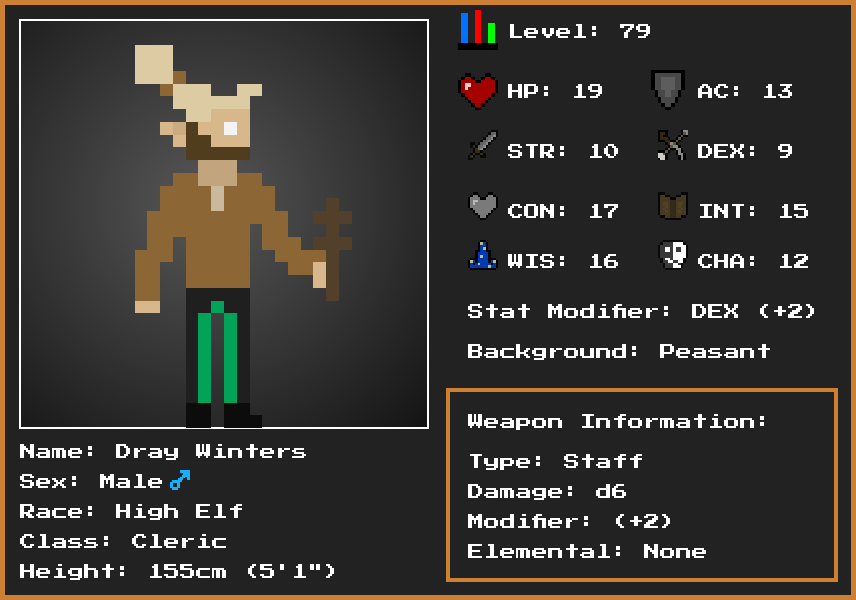 Level: 79
HP: 19 AC: 13
STR: 10 DEX: 9
CON: 17 INT: 15
WIS: 16 CHA: 12
Stat Modifier: DEX (+2)
Background: Peasant
Weapon Information:
Type: Staff
Damage: d6
Modifier: (+2)
Elemental: None
Name: Dray Winters
Sex: Male♂
Race: High Elf
Class: Cleric
Height: 155cm (5'1")